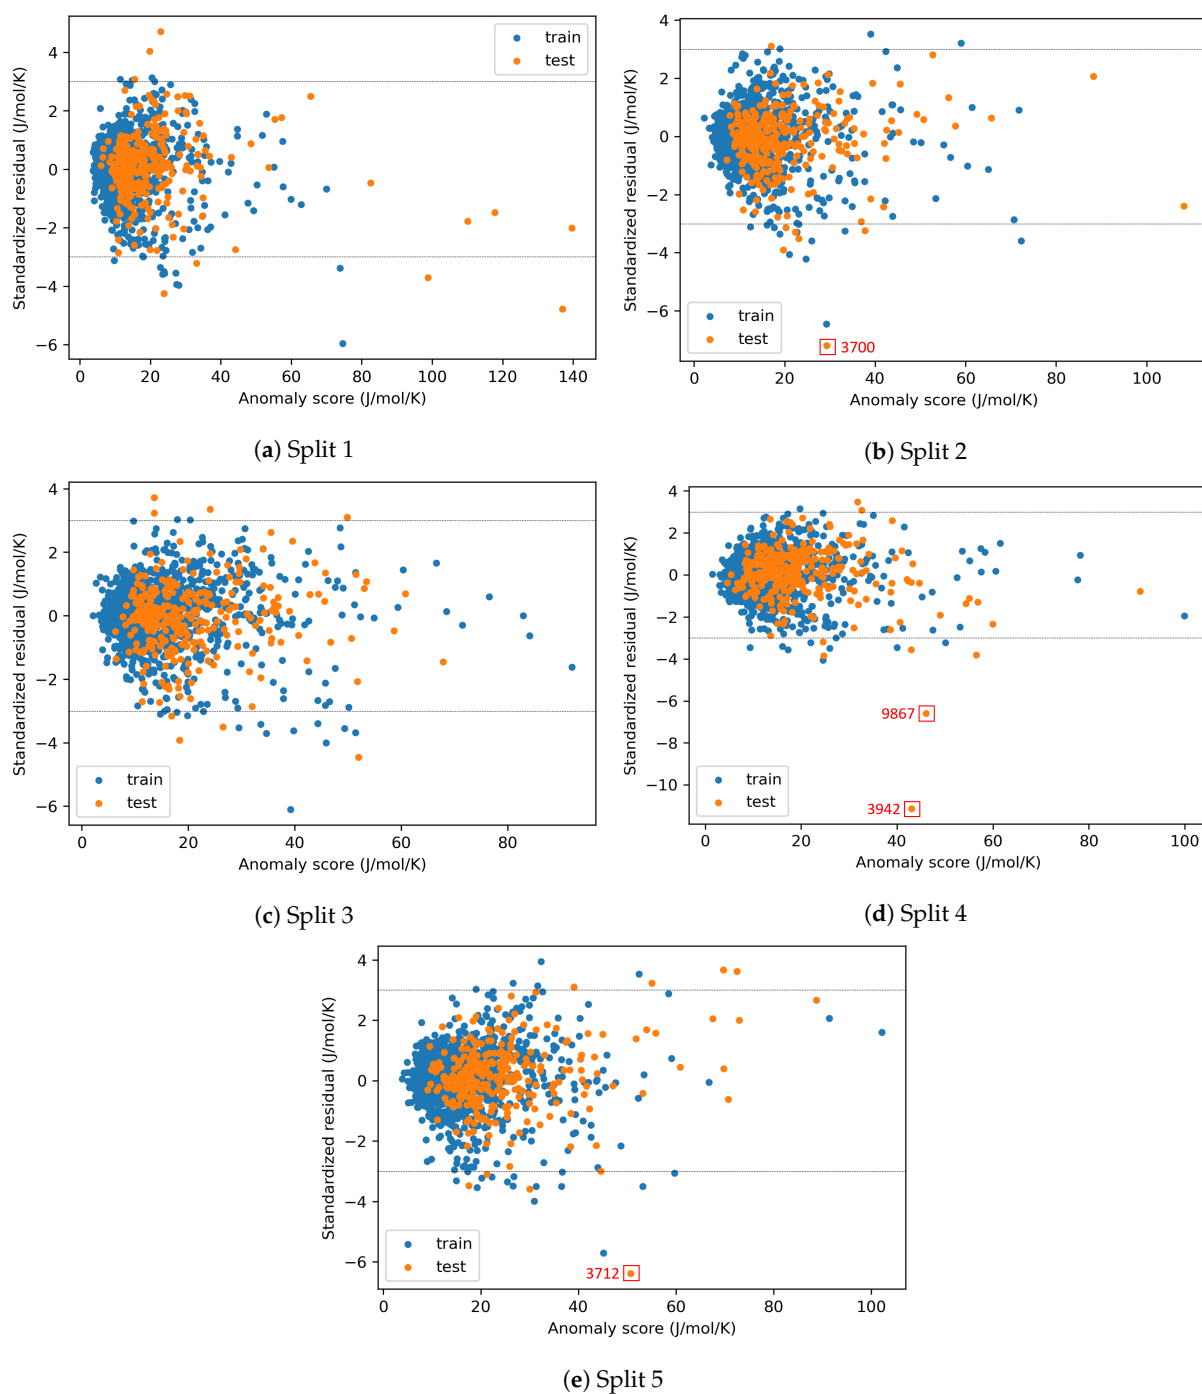 4
2
0
−2
−4
−6
0 20 40 60 80 100 120 140
Standardized residual (J/mol/K)
Anomaly score (J/mol/K)
train
test
(a) Split 1
4
2
0
−2
−4
−6
0 20 40 60 80 100
Standardized residual (J/mol/K)
Anomaly score (J/mol/K)
train
test
3700
(b) Split 2
4
2
0
−2
−4
−6
0 20 40 60 80
Standardized residual (J/mol/K)
Anomaly score (J/mol/K)
train
test
(c) Split 3
4
2
0
−2
−4
−6
−8
−10
0 20 40 60 80 100
Standardized residual (J/mol/K)
Anomaly score (J/mol/K)
9867
3942
train
test
(d) Split 4
4
2
0
−2
−4
−6
0 20 40 60 80 100
Standardized residual (J/mol/K)
Anomaly score (J/mol/K)
train
test
3712
(e) Split 5